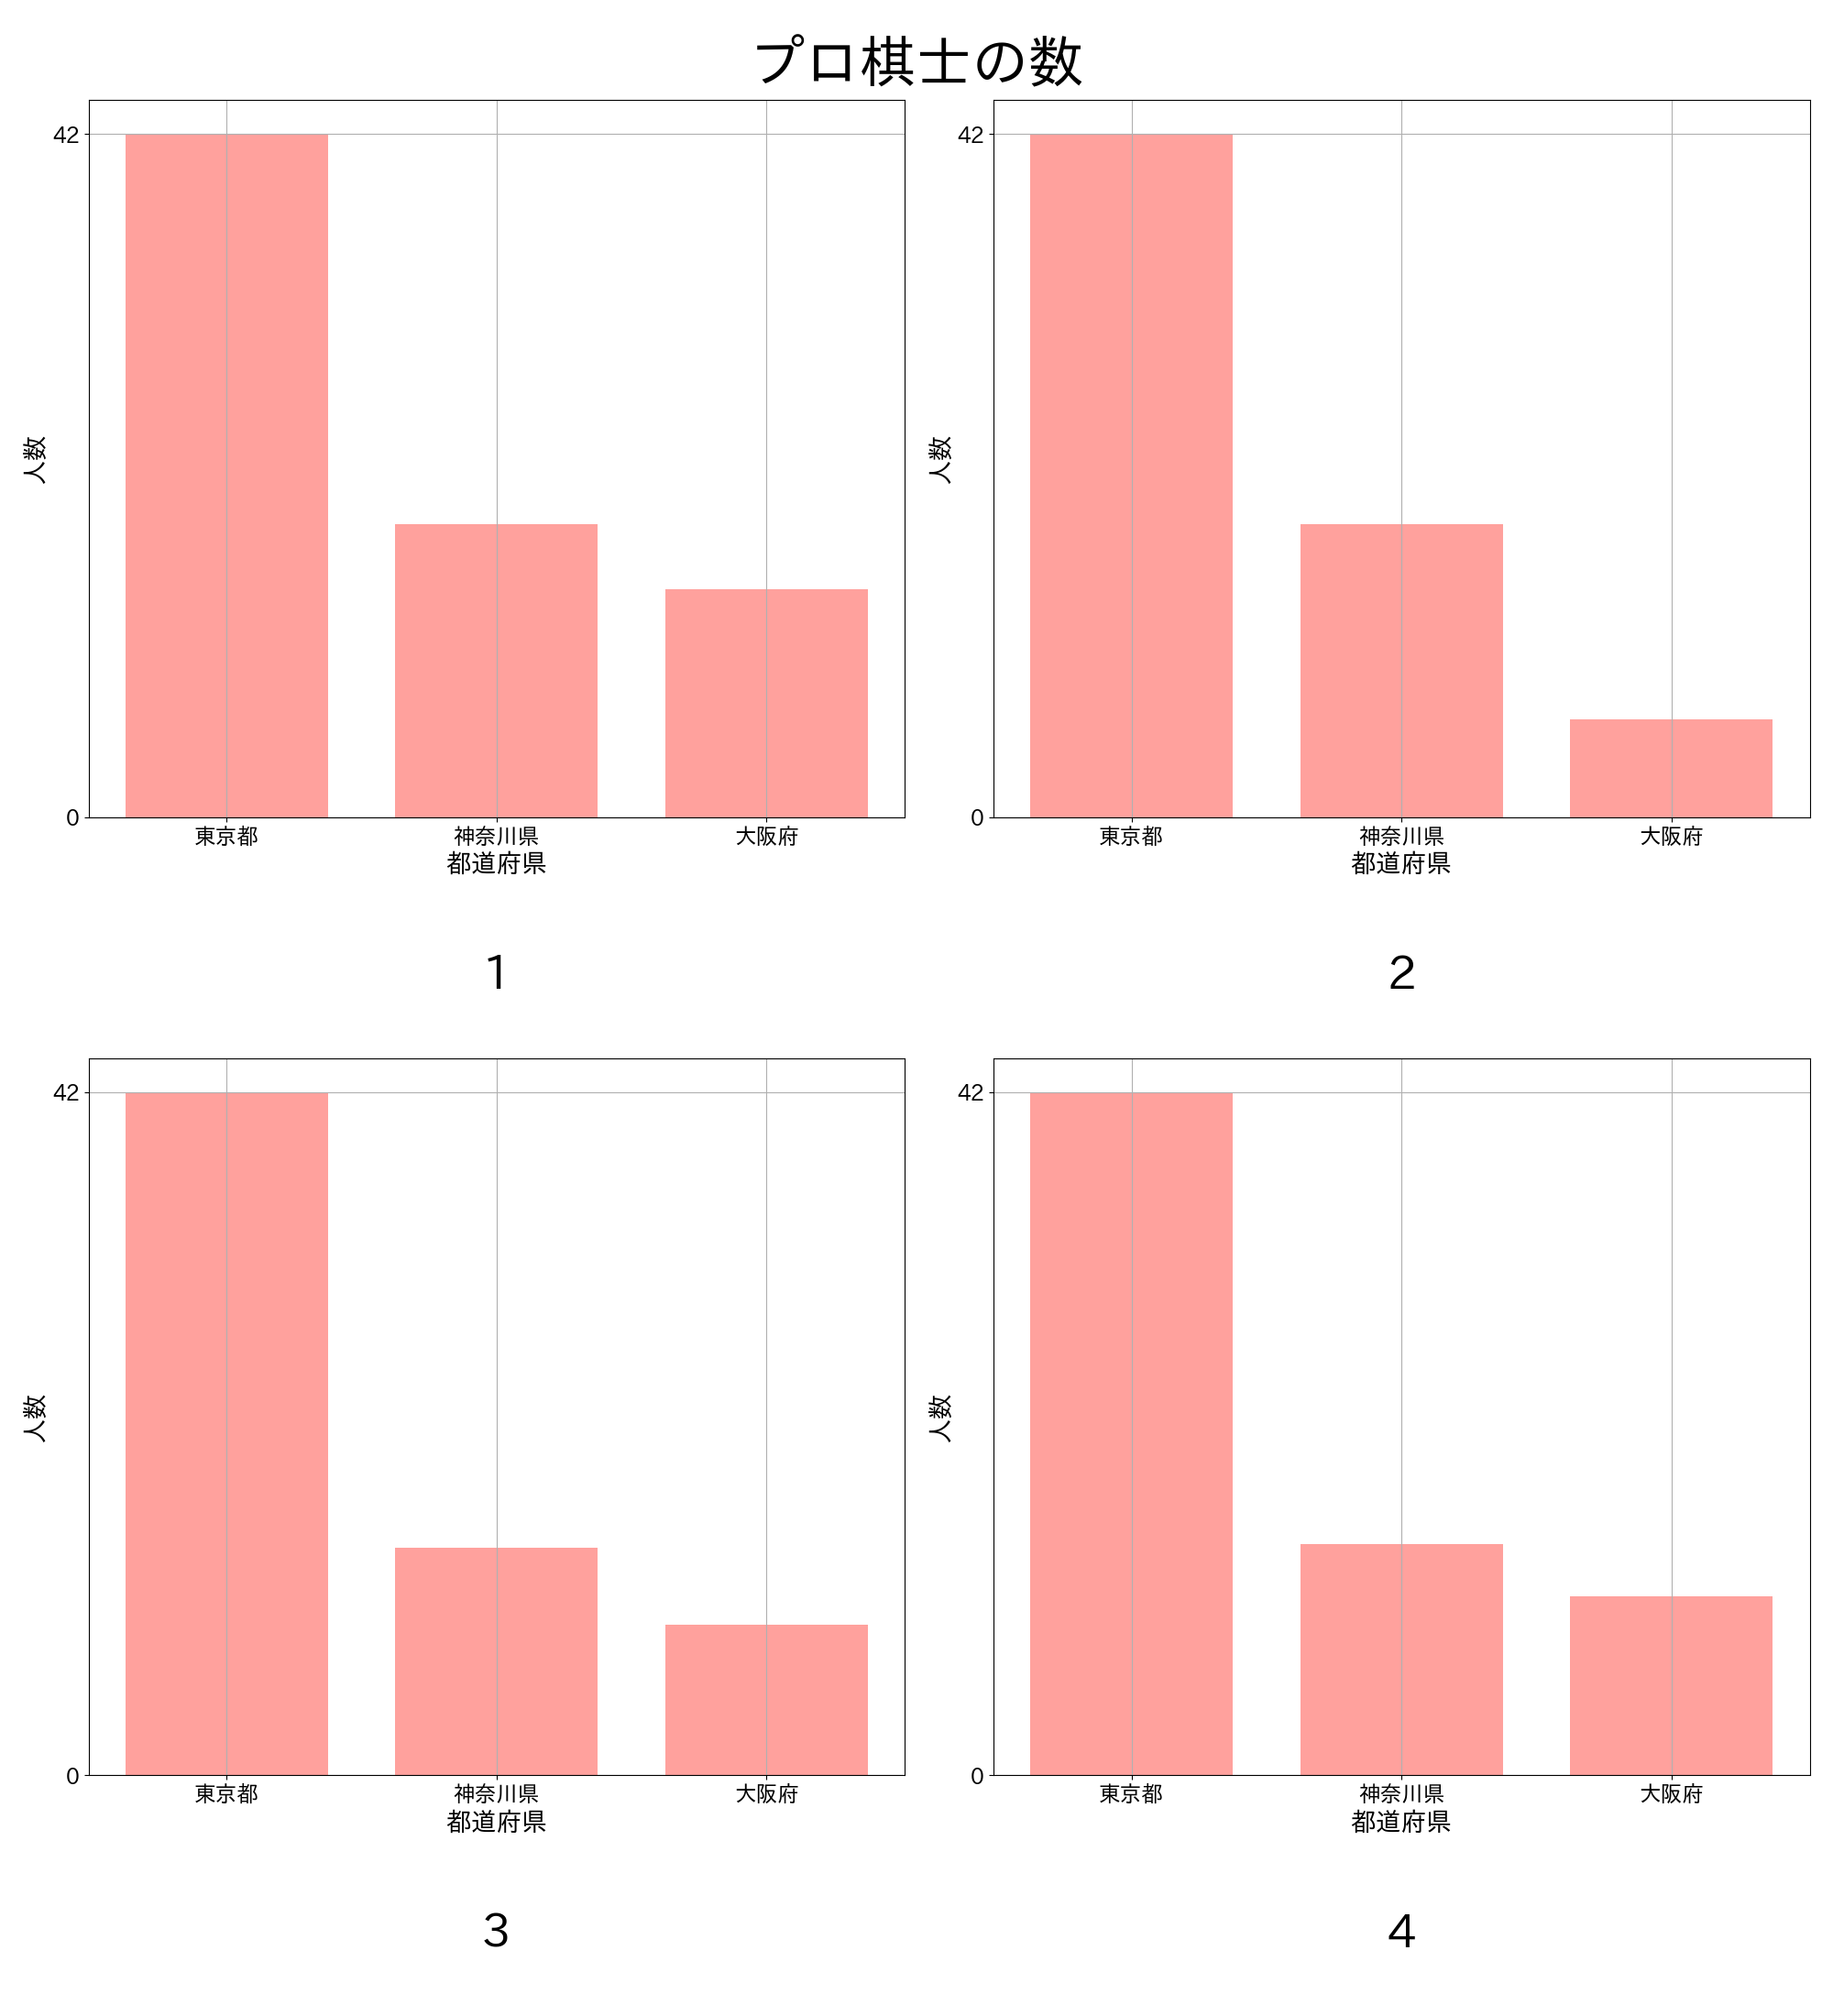 プロ棋士の数
42
0
人数
東京都 神奈川県 大阪府
都道府県
1
42
0
人数
東京都 神奈川県 大阪府
都道府県
2
42
0
人数
東京都 神奈川県 大阪府
都道府県
3
42
0
人数
東京都 神奈川県 大阪府
都道府県
4